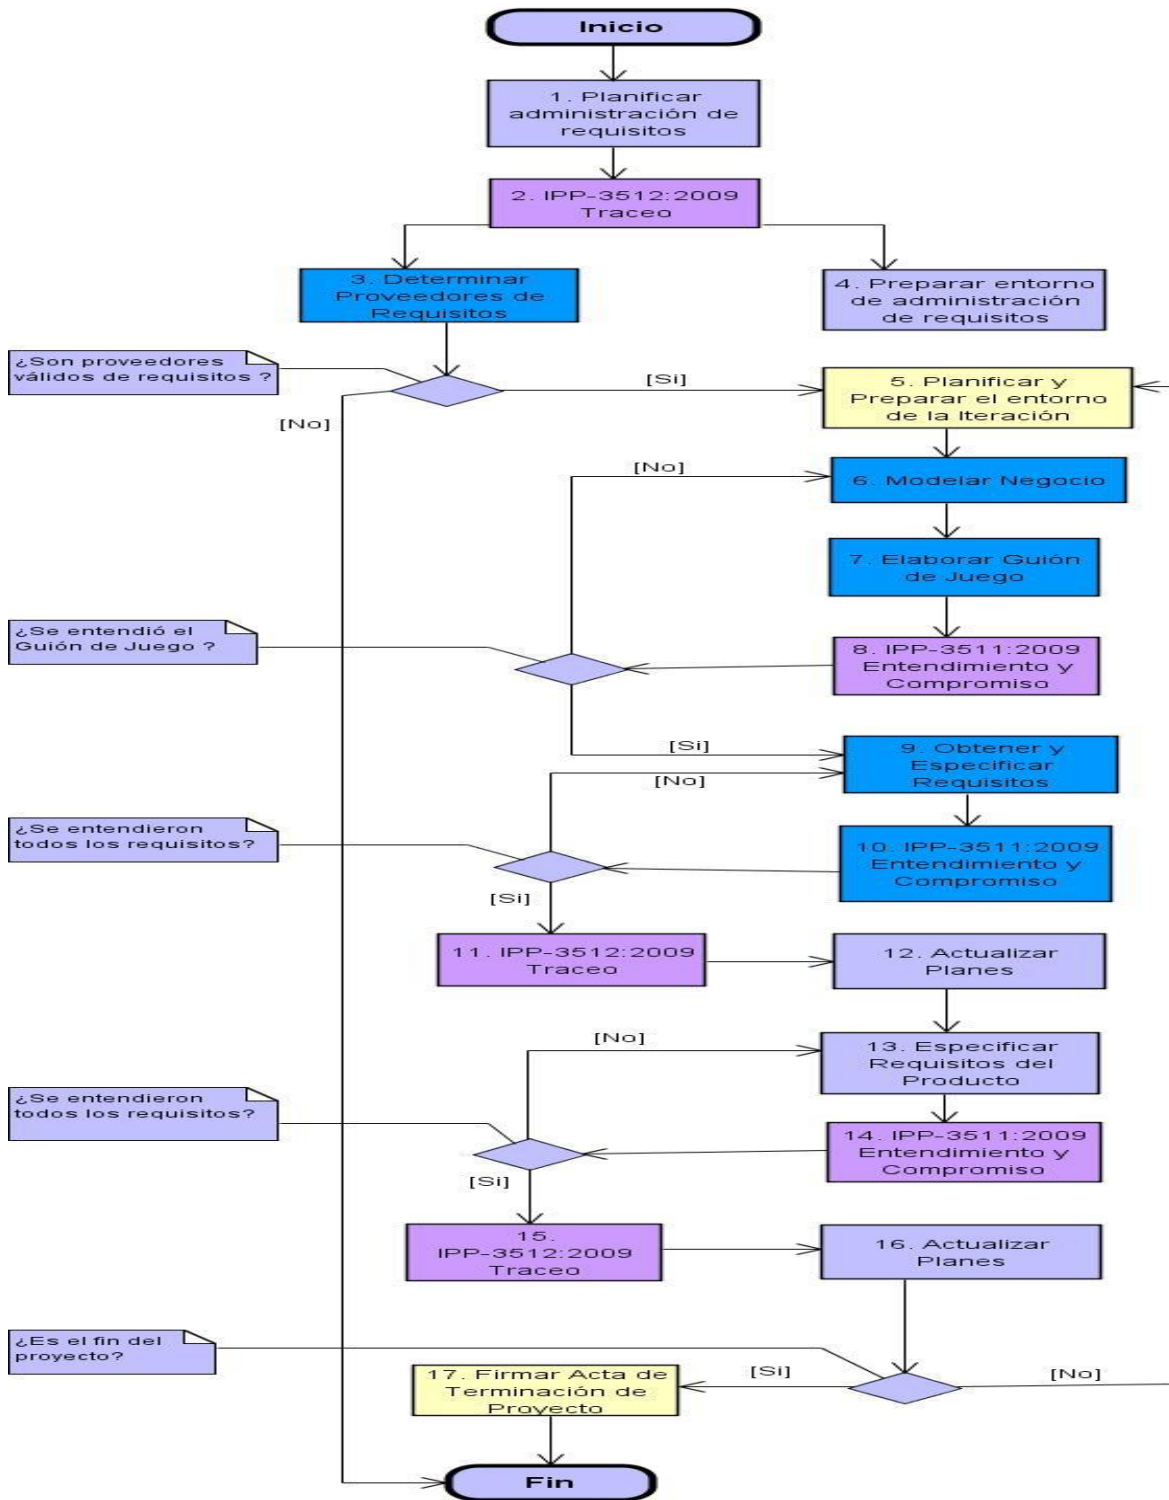 Inicio
1. Planificar
administración de
requisitos
2. IPP-3512:2009
Traceo
3. Determinar
Proveedores de
Requisitos
4. Preparar entorno
de administración
de requisitos
¿Son proveedores
válidos de requisitos ?
[Si]
[No]
5. Planificar y
Preparar el entorno
de la Iteración
[No]
6. Modelar Negocio
7. Elaborar Guión
de Juego
¿Se entendió el
Guión de Juego ?
8. IPP-3511:2009
Entendimiento y
Compromiso
[Si]
9. Obtener y
Especificar
Requisitos
[No]
¿Se entendieron
todos los requisitos?
10. IPP-3511:2009
Entendimiento y
Compromiso
[Si]
11. IPP-3512:2009
Traceo
12. Actualizar
Planes
[No]
13. Especificar
Requisitos del
Producto
¿Se entendieron
todos los requisitos?
14. IPP-3511:2009
Entendimiento y
Compromiso
[Si]
15.
IPP-3512:2009
Traceo
16. Actualizar
Planes
¿Es el fin del
proyecto?
17. Firmar Acta de
Terminación de
Proyecto
[Si]
[No]
Fin